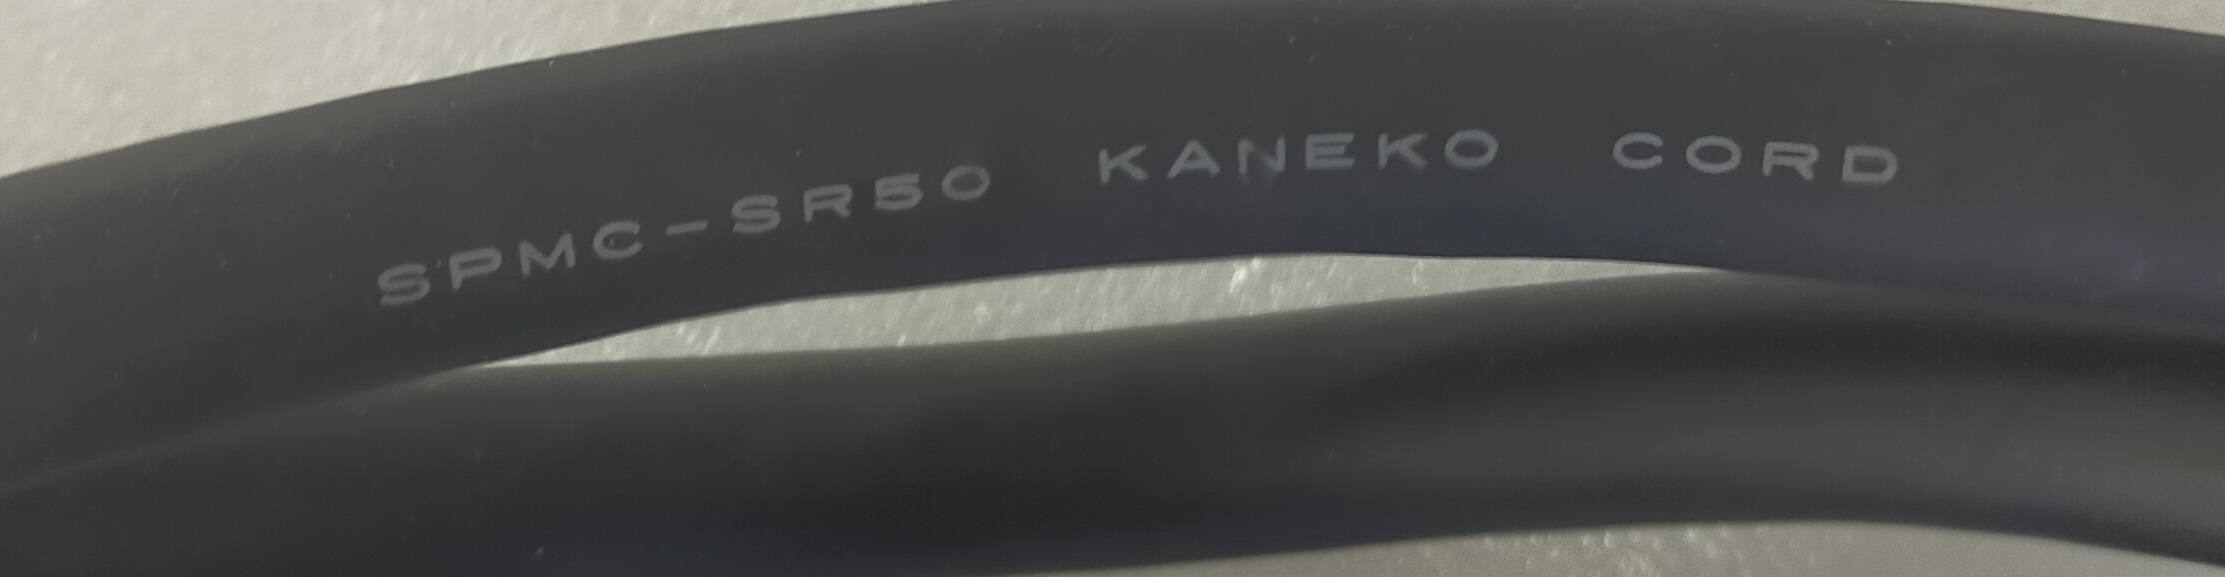 SPMC-SR50 KANEKO CORD